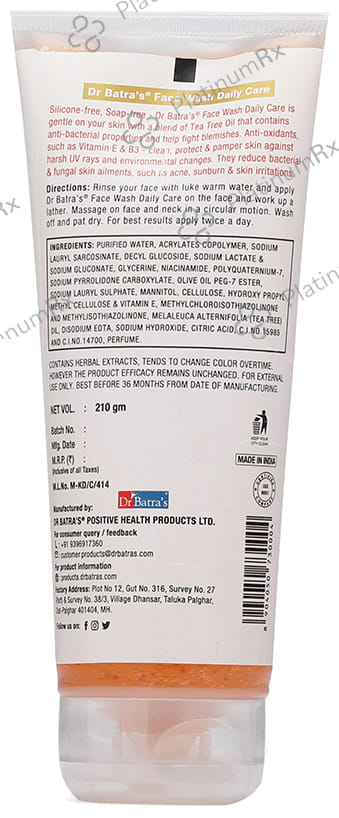 Dr Batra's® Face Wash Daily Care
Silicone-free, Soap-free - Dr Batra's® Face Wash Daily Care is
gentle on your skin with a blend of Tea Tree Oil that contains
anti-bacterial properties and help fight blemishes. Anti-oxidants,
such as Vitamin E & B3 - clean, protect & pamper skin against
harsh UV rays and environmental changes. They reduce bacterial
& fungal skin ailments, such as acne, sunburn & skin irritations.
Directions: Rinse your face with luke warm water and apply
Dr Batra's® Face Wash Daily Care on the face and work up a
lather. Massage on face and neck in circular motion. Wash
off and pat dry. For best results apply twice a day.
INGREDIENTS: PURIFIED WATER, ACRYLATES COPOLYMER, SODIUM
LAURYL SARCOSINATE, DECYL GLUCOSIDE, SODIUM LACTATE &
SODIUM GLUCONATE, GLYCERINE, NIACINAMIDE, POLYQUATERNIUM-7,
SODIUM PYRROLIDONE CARBOXYLATE, OLIVE OIL PEG-7 ESTER,
SODIUM LAURYL SULPHATE, MANNITOL, CELLULOSE, HYDROXY PROPYL
CELLULOSE & VITAMIN E, METHYLCHLOROISOTHIAZOLINONE
AND METHYLISOTHIAZOLINONE, MELALEUCA ALTERNIFOLIA (TEA TREE)
OIL, DISODIUM EDTA, SODIUM HYDROXIDE, CITRIC ACID, C.I.NO.15985
AND C.I.NO.14700, PERFUME.
CONTAINS HERBAL EXTRACTS, TENDS TO CHANGE COLOR OVERTIME.
HOWEVER THE PRODUCT EFFICACY REMAINS UNCHANGED. FOR EXTERNAL
USE ONLY. BEST BEFORE 36 MONTHS FROM DATE OF MANUFACTURING.
NET VOL. : 210 gm
Batch No. :
Mfg. Date :
M.R.P. (₹) :
(Inclusive of all Taxes)
M.L.No. M-KD/C/414
KEEP YOUR
CITY CLEAN
MADE IN INDIA
CERTIFIED
ISO
9001
COMPANY
Dr Batra's
Manufactured by:
DR BATRA'S® POSITIVE HEALTH PRODUCTS LTD.
For consumer query / feedback
: +91 9396917360
: customer.products@drbatras.com
For product information
: products.drbatras.com
Factory Address: Plot No 12, Gut No. 316, Survey No. 27
Part & Survey No. 38/3, Village Dhansar, Taluka Palghar,
Dist-Palghar 401404, MH.
Follow us on:
8 904050 730004
PlatinumRx